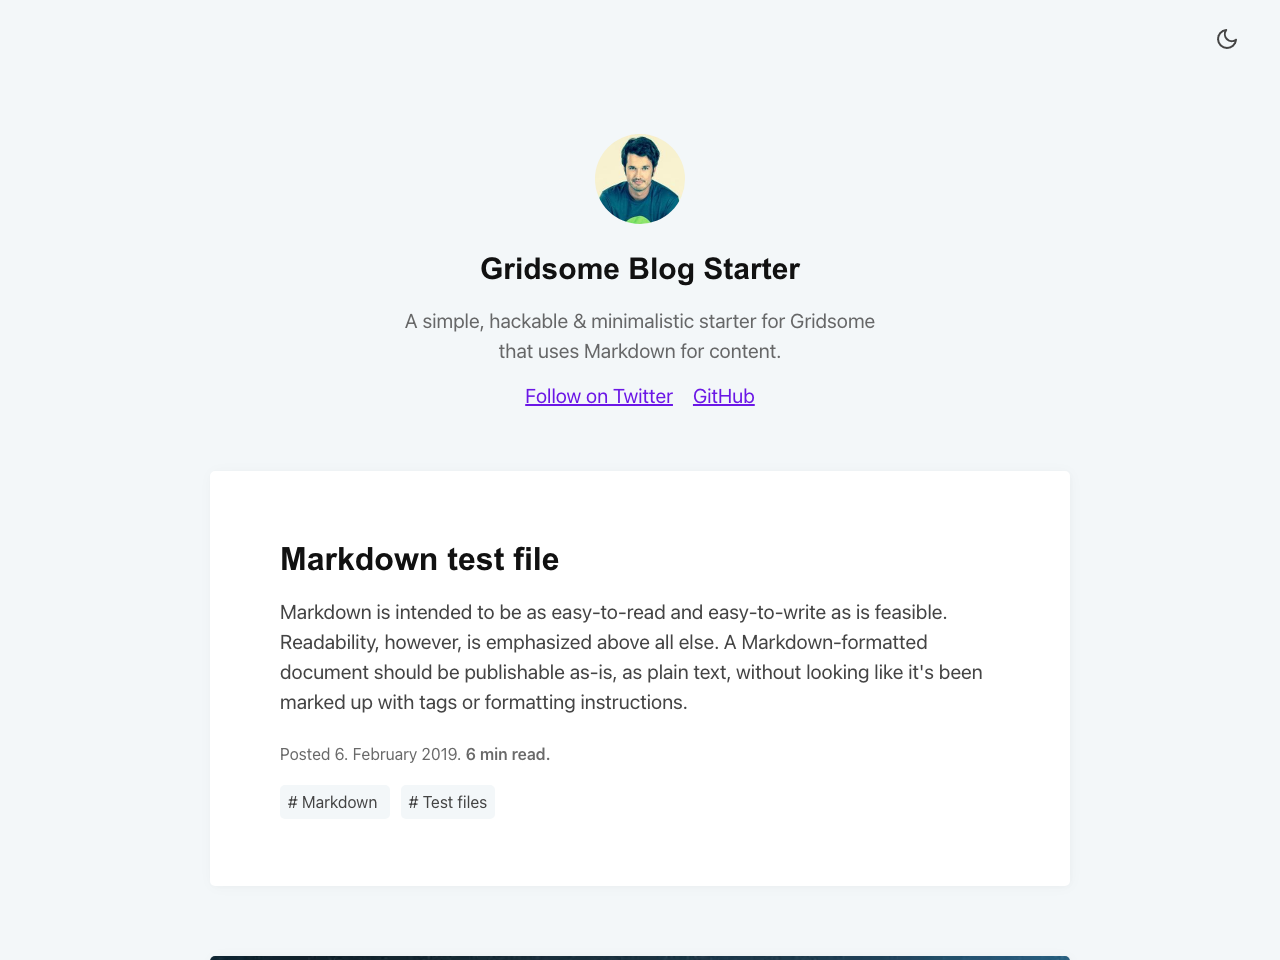 Gridsome Blog Starter
A simple, hackable & minimalistic starter for Gridsome
that uses Markdown for content.
Follow on Twitter GitHub
Markdown test file
Markdown is intended to be as easy-to-read and easy-to-write as is feasible.
Readability, however, is emphasized above all else. A Markdown-formatted
document should be publishable as-is, as plain text, without looking like it's been
marked up with tags or formatting instructions.
Posted 6. February 2019. 6 min read.
# Markdown # Test files